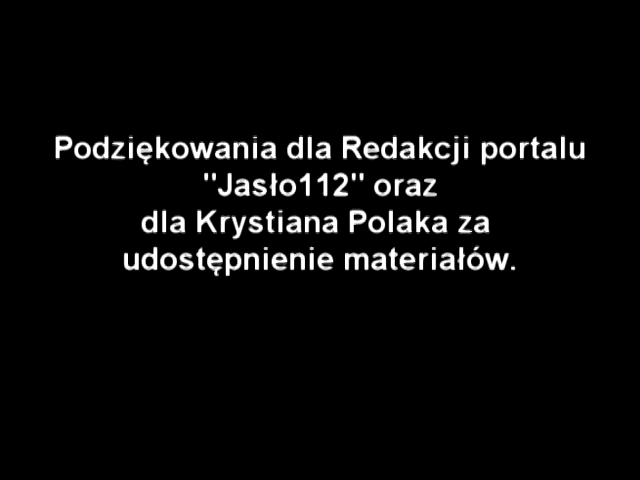 Podziękowania dla Redakcji portalu
"Jasło112" oraz
dla Krystiana Polaka za
udostępnienie materiałów.